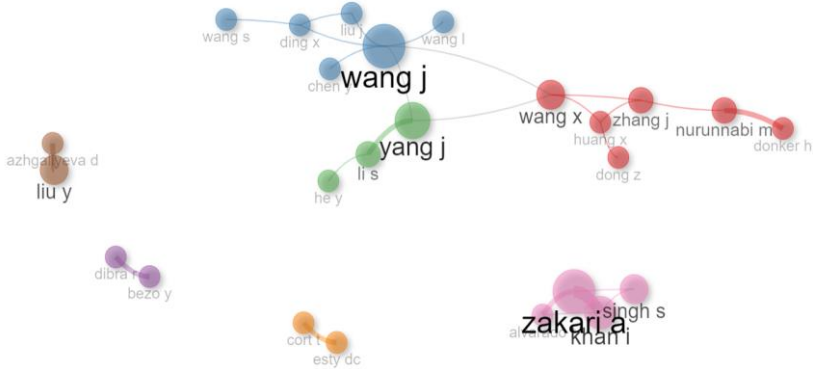 wang s
ding x
liu j
wang l
chen y
wang j
wang x
zhang j
nurunnabi m
huang x
donker h
yang j
li s
dong z
he y
azhgaliyeva d
liu y
dibra r
bezo y
singh s
zakari a
khan i
cort t
esty dc